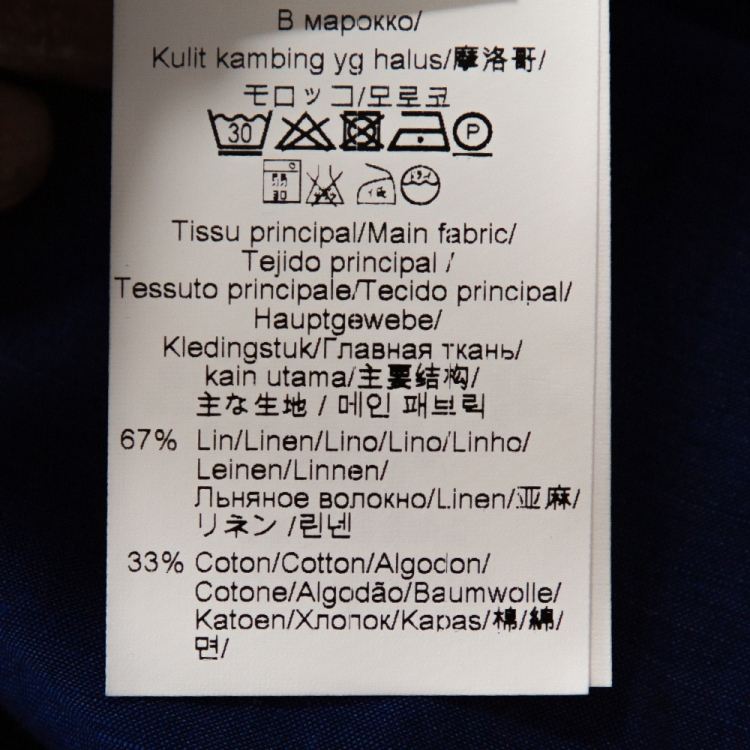 В марокко/
Kulit kambing yg halus/摩洛哥/
モロッコ/모로코
30 P
30
Tissu principal/Main fabric/
Tejido principal /
Tessuto principale/Tecido principal/
Hauptgewebe/
Kledingstuk/Главная ткань/
kain utama/主要结构/
主な生地 / 메인 패브릭
67% Lin/Linen/Lino/Lino/Linho/
Leinen/Linnen/
Льняное волокно/Linen/亚麻/
リネン /린넨
33% Coton/Cotton/Algodon/
Cotone/Algodão/Baumwolle/
Katoen/Хлопок/Kapas/棉/綿/
면/